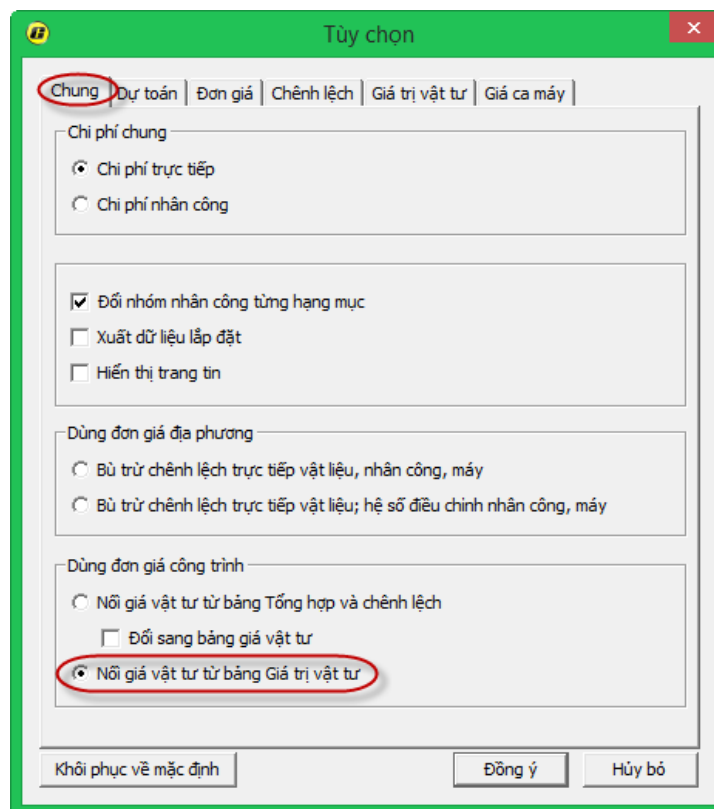 Tùy chọn
Chung Dự toán Đơn giá Chênh lệch Giá trị vật tư Giá ca máy
Chi phí chung
Chi phí trực tiếp
Chi phí nhân công
Đổi nhóm nhân công từng hạng mục
Xuất dữ liệu lắp đặt
Hiển thị trang tin
Dùng đơn giá địa phương
Bù trừ chênh lệch trực tiếp vật liệu, nhân công, máy
Bù trừ chênh lệch trực tiếp vật liệu; hệ số điều chỉnh nhân công, máy
Dùng đơn giá công trình
Nối giá vật tư từ bảng Tổng hợp và chênh lệch
Đổi sang bảng giá vật tư
Nối giá vật tư từ bảng Giá trị vật tư
Khôi phục về mặc định Đồng ý Hủy bỏ